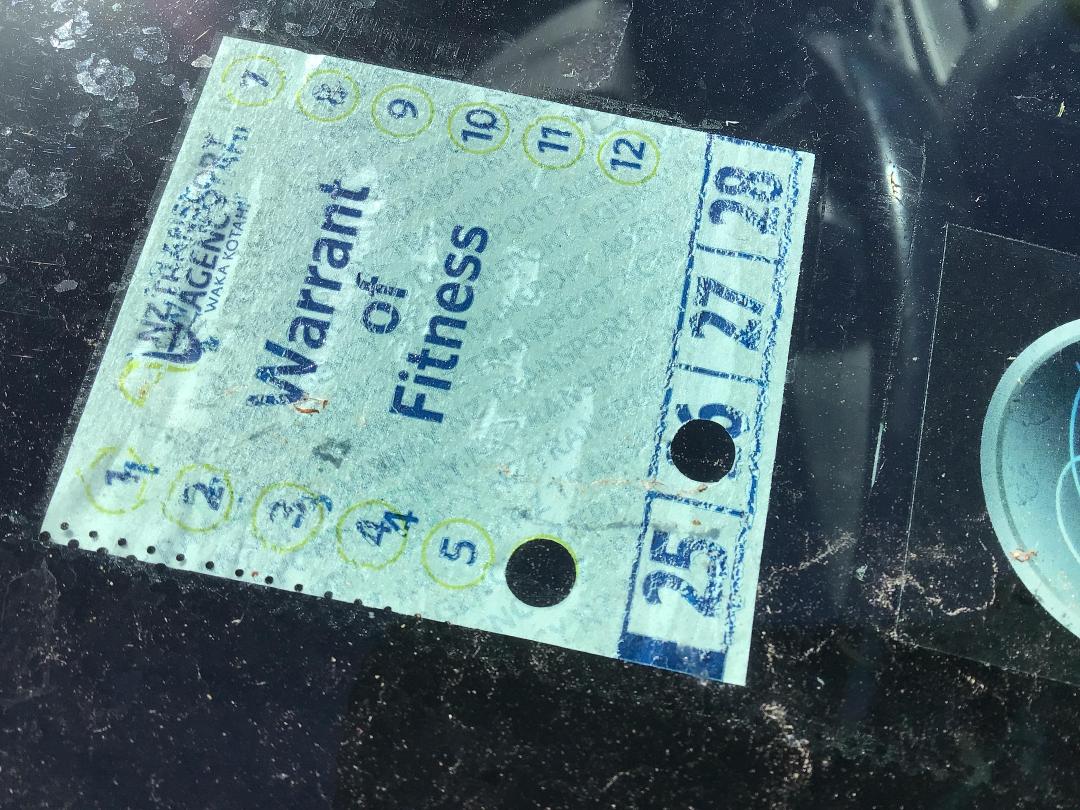 NZ TRANSPORT
AGENCY
WAKA KOTAHI
Warrant
of
Fitness
1 7
2 8
3 9
4 10
5 11
12
25 6 27 28